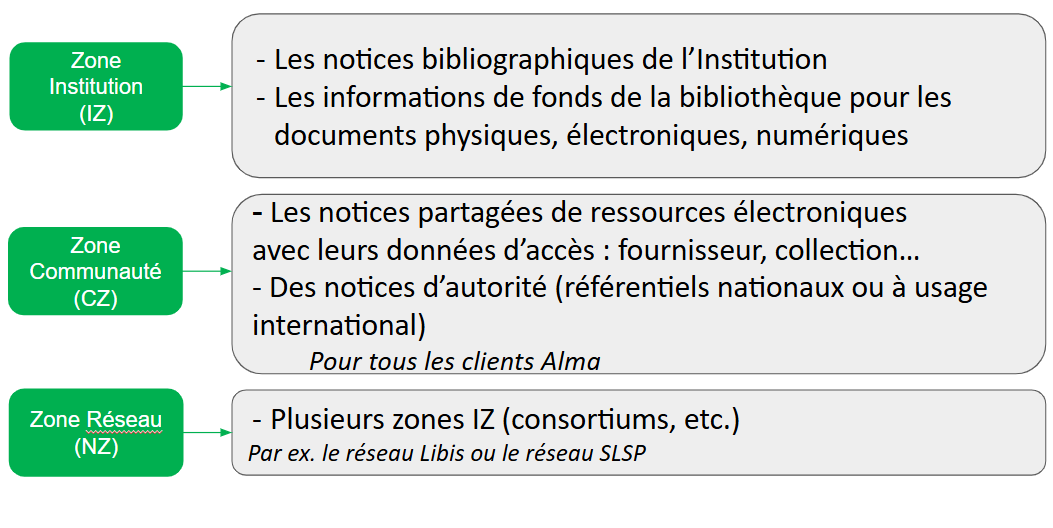 Zone
Institution
(IZ)
- Les notices bibliographiques de l’Institution
- Les informations de fonds de la bibliothèque pour les
documents physiques, électroniques, numériques
Zone
Communauté
(CZ)
- Les notices partagées de ressources électroniques
avec leurs données d’accès : fournisseur, collection…
- Des notices d’autorité (référentiels nationaux ou à usage
international)
Pour tous les clients Alma
Zone Réseau
(NZ)
- Plusieurs zones IZ (consortiums, etc.)
Par ex. le réseau Libis ou le réseau SLSP